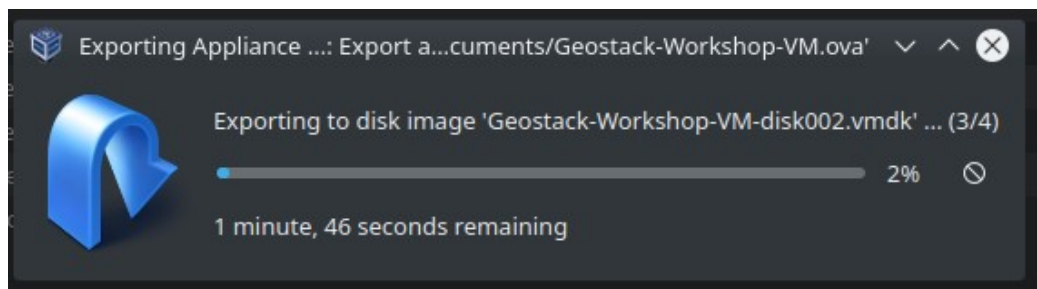 Exporting Appliance ...: Export a...cuments/Geostack-Workshop-VM.ova'
Exporting to disk image 'Geostack-Workshop-VM-disk002.vmdk' ... (3/4)
2%
1 minute, 46 seconds remaining